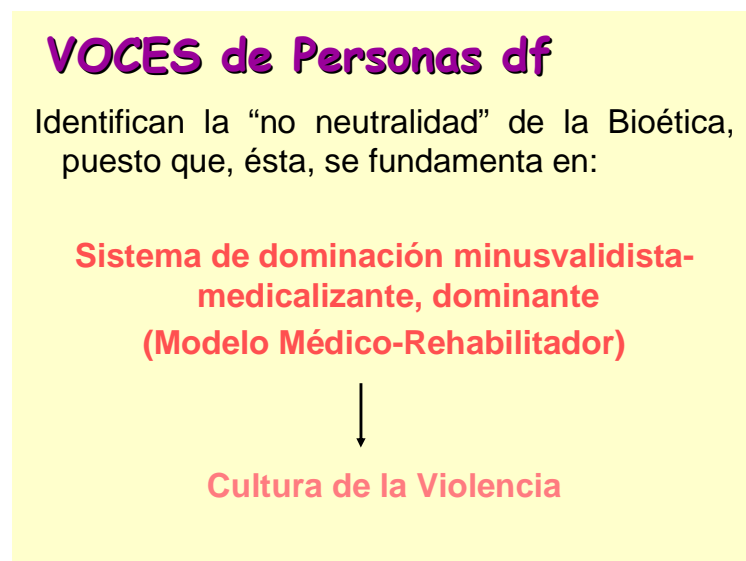 VOCES de Personas df
Identifican la “no neutralidad” de la Bioética,
puesto que, ésta, se fundamenta en:
Sistema de dominación minusvalidista-
medicalizante, dominante
(Modelo Médico-Rehabilitador)
Cultura de la Violencia